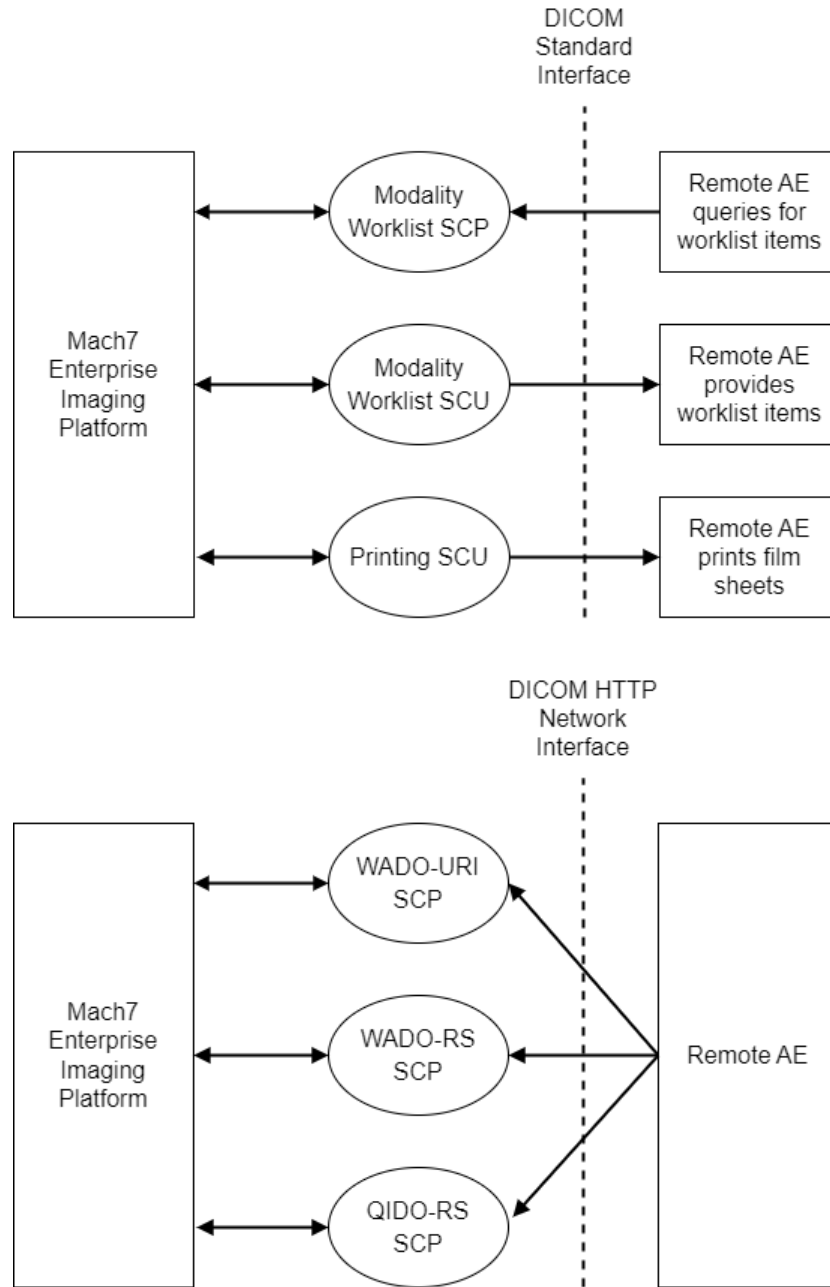 DICOM
Standard
Interface
Mach7
Enterprise
Imaging
Platform
Modality
Worklist SCP
Remote AE
queries for
worklist items
Modality
Worklist SCU
Remote AE
provides
worklist items
Printing SCU
Remote AE
prints film
sheets
DICOM HTTP
Network
Interface
Mach7
Enterprise
Imaging
Platform
WADO-URI
SCP
WADO-RS
SCP
QIDO-RS
SCP
Remote AE